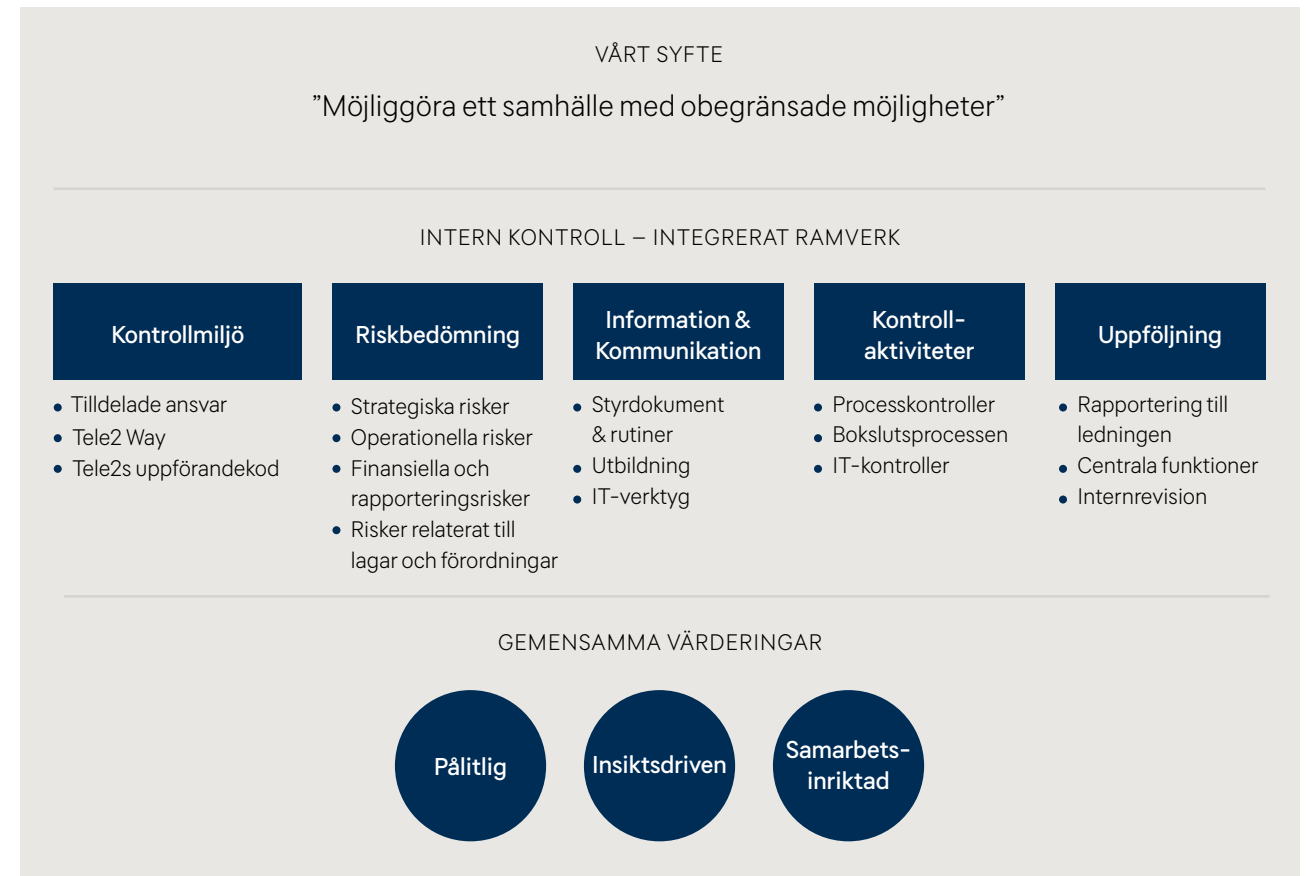 VÅRT SYFTE
”Möjliggöra ett samhälle med obegränsade möjligheter”
INTERN KONTROLL – INTEGRERAT RAMVERK
Kontrollmiljö
• Tilldelade ansvar
• Tele2 Way
• Tele2s uppförandekod
Riskbedömning
• Strategiska risker
• Operationella risker
• Finansiella och
rapporteringsrisker
• Risker relaterat till
lagar och förordningar
Information &
Kommunikation
• Styrdokument
& rutiner
• Utbildning
• IT-verktyg
Kontroll-
aktiviteter
• Processkontroller
• Bokslutsprocessen
• IT-kontroller
Uppföljning
• Rapportering till
ledningen
• Centrala funktioner
• Internrevision
GEMENSAMMA VÄRDERINGAR
Pålitlig
Insiktsdriven
Samarbets-
inriktad